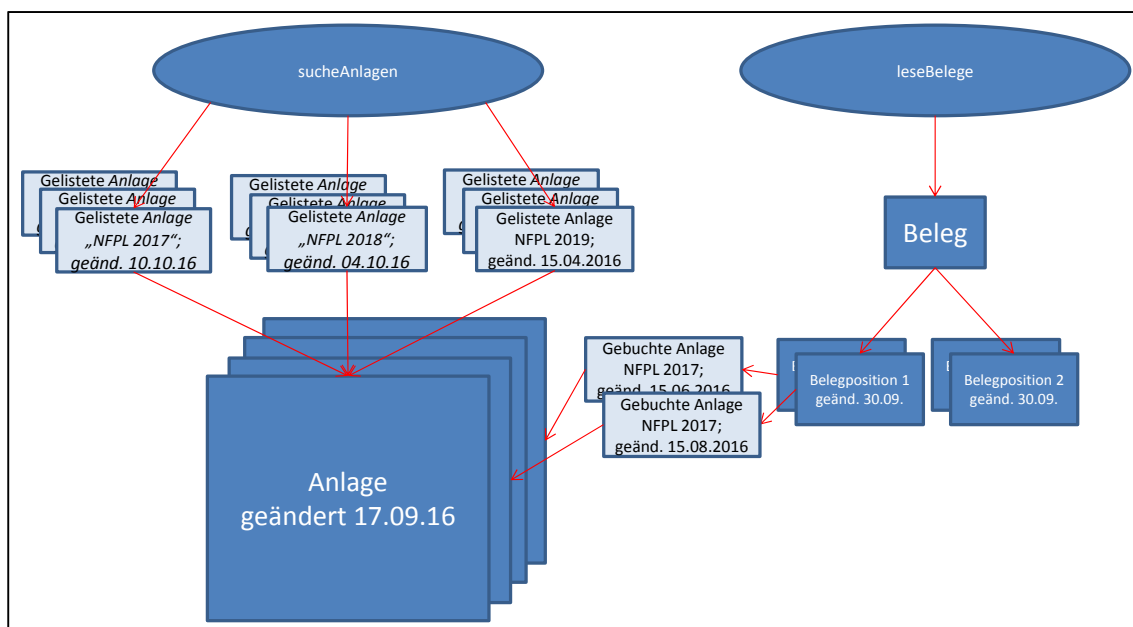 sucheAnlagen
leseBelege
Gelistete Anlage
Gelistete Anlage
Gelistete Anlage
„NFPL 2017“;
geänd. 10.10.16
Gelistete Anlage
Gelistete Anlage
Gelistete Anlage
„NFPL 2018“;
geänd. 04.10.16
Gelistete Anlage
Gelistete Anlage
Gelistete Anlage
NFPL 2019;
geänd. 15.04.2016
Beleg
Gebuchte Anlage
NFPL 2017;
geänd. 15.06.2016
Gebuchte Anlage
NFPL 2017;
geänd. 15.08.2016
Belegposition 1
geänd. 30.09.
Belegposition 2
geänd. 30.09.
Anlage
geändert 17.09.16